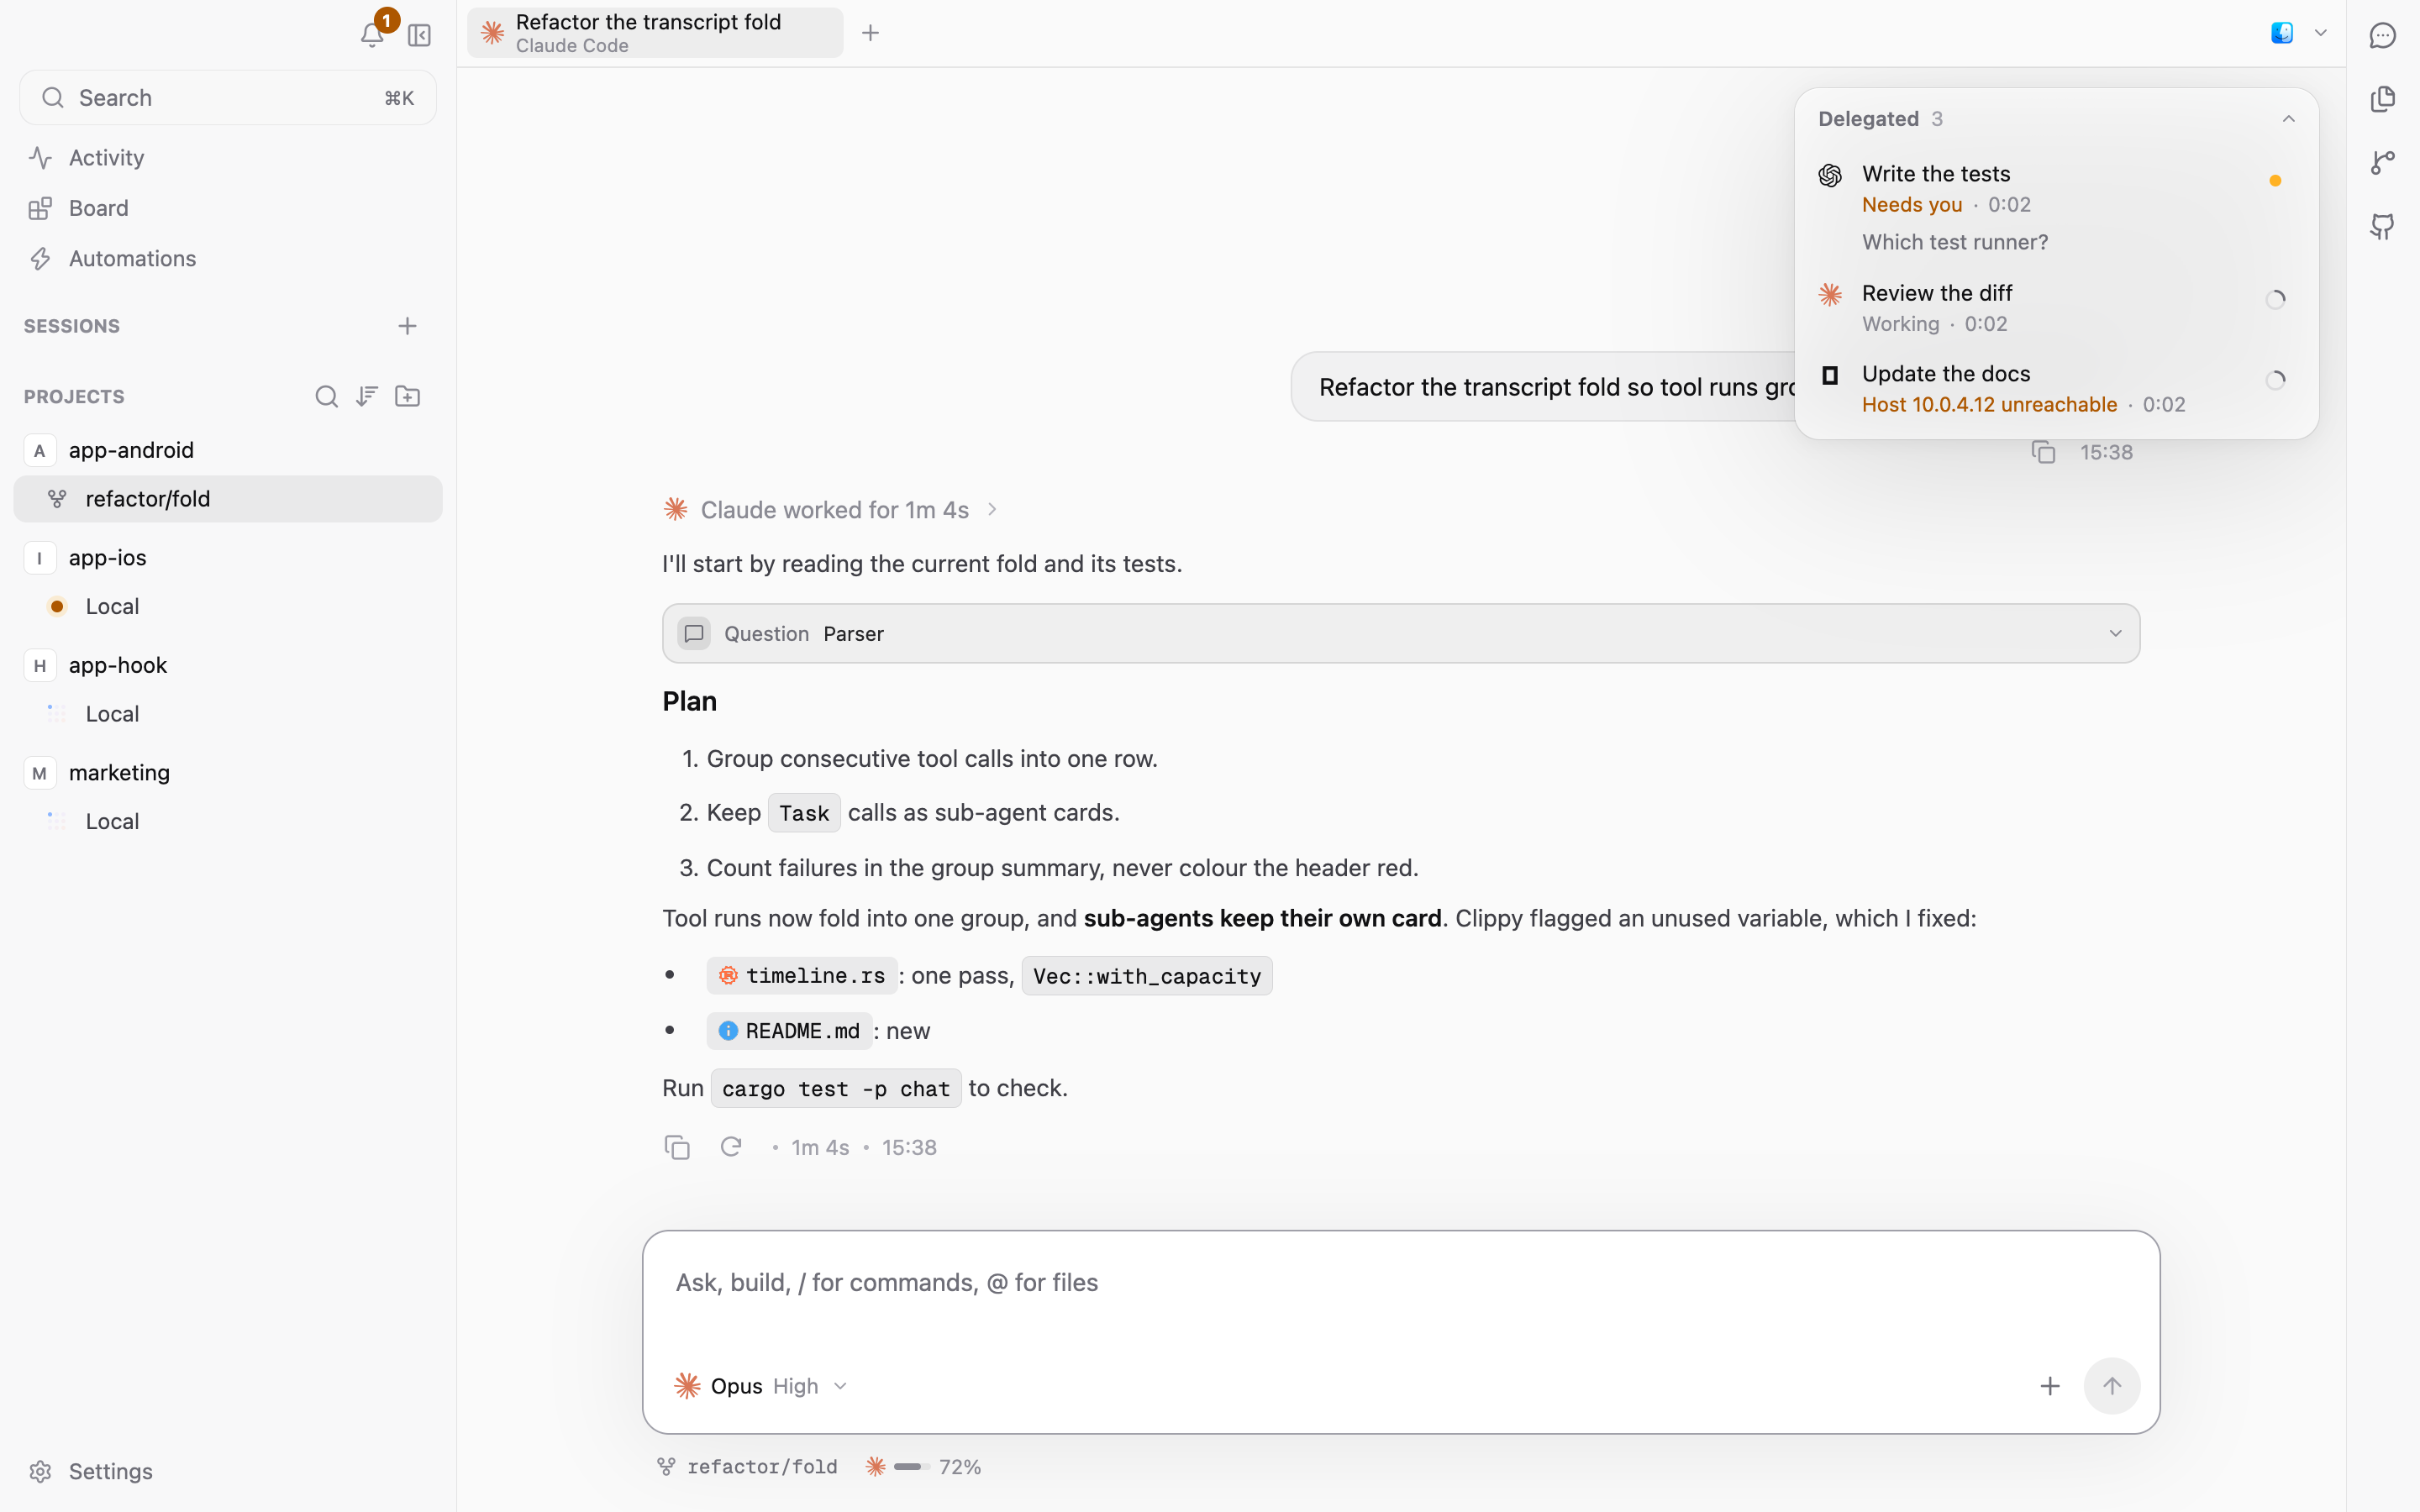 1
Search ⌘K
Activity
Board
Automations
SESSIONS
PROJECTS
A app-android
refactor/fold
I app-ios
Local
H app-hook
Local
M marketing
Local
Settings
Refactor the transcript fold
Claude Code
Delegated 3
Write the tests
Needs you · 0:02
Which test runner?
Review the diff
Working · 0:02
Update the docs
Host 10.0.4.12 unreachable · 0:02
Refactor the transcript fold so tool runs
15:38
Claude worked for 1m 4s
I'll start by reading the current fold and its tests.
Question Parser
Plan
1. Group consecutive tool calls into one row.
2. Keep Task calls as sub-agent cards.
3. Count failures in the group summary, never colour the header red.
Tool runs now fold into one group, and sub-agents keep their own card. Clippy flagged an unused variable, which I fixed:
• timeline.rs: one pass, Vec::with_capacity
• README.md: new
Run cargo test -p chat to check.
• 1m 4s • 15:38
Ask, build, / for commands, @ for files
Opus High
refactor/fold 72%